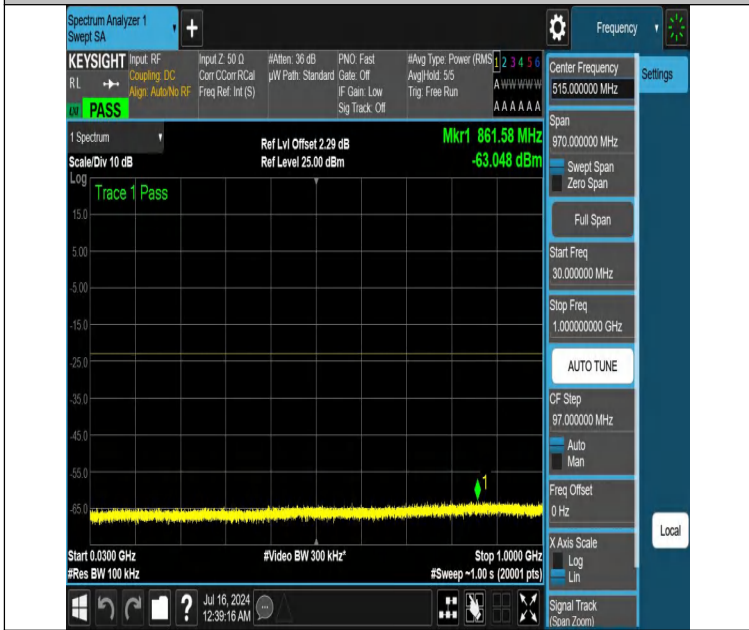 Spectrum Analyzer 1
Swept SA
+
Frequency
KEYSIGHT
RL
PASS
Input: RF
Coupling: DC
Align: Auto/No RF
Input Z: 50 Ω
Corr CCorr RCal
Freq Ref: Int (S)
#Atten: 36 dB
µW Path: Standard
PNO: Fast
Gate: Off
IF Gain: Low
Sig Track: Off
#Avg Type: Power (RMS
Avg|Hold: 5/5
Trig: Free Run
1 2 3 4 5 6
A W W W W W
A A A A A A
1 Spectrum
Scale/Div 10 dB
Ref Lvl Offset 2.29 dB
Ref Level 25.00 dBm
Mkr1 861.58 MHz
-63.048 dBm
Log
Trace 1 Pass
15.0
5.00
-5.00
-15.0
-25.0
-35.0
-45.0
-55.0
-65.0
1
Start 0.0300 GHz
#Res BW 100 kHz
#Video BW 300 kHz*
Stop 1.0000 GHz
#Sweep ~1.00 s (20001 pts)
Center Frequency
515.000000 MHz
Settings
Span
970.000000 MHz
Swept Span
Zero Span
Full Span
Start Freq
30.000000 MHz
Stop Freq
1.000000000 GHz
AUTO TUNE
CF Step
97.000000 MHz
Auto
Man
Freq Offset
0 Hz
Local
X Axis Scale
Log
Lin
Signal Track
(Span Zoom)
?
Jul 16, 2024
12:39:16 AM